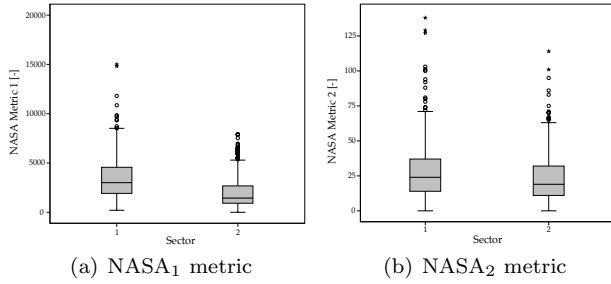 NASA Metric 1 [-]
20000
15000
10000
5000
0
1
2
Sector
(a) NASA₁ metric
NASA Metric 2 [-]
125
100
75
50
25
0
1
2
Sector
(b) NASA₂ metric